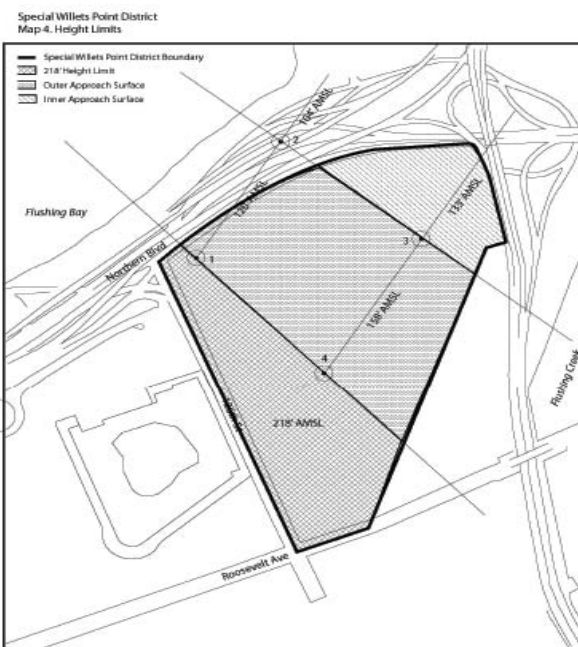 Special Willets Point District
Map 4. Height Limits
Special Willets Point District Boundary
218' Height Limit
Outer Approach Surface
Inner Approach Surface
104' AMSL
2
Flushing Bay
133' AMSL
3
Northern Blvd
1
158' AMSL
4
Flushing Creek
218' AMSL
Roosevelt Ave